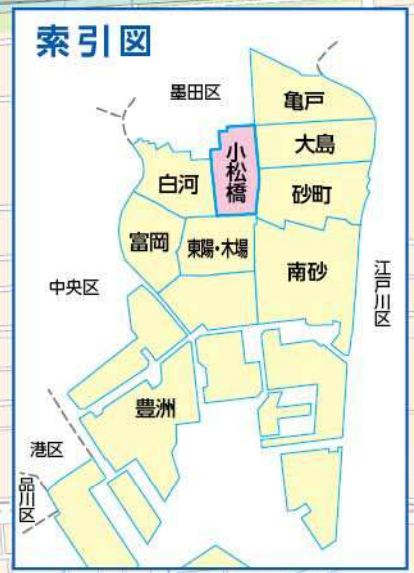 索引図
墨田区
亀戸
大島
小松橋
白河
砂町
富岡
東陽・木場
南砂
江戸川区
中央区
豊洲
港区
品川区